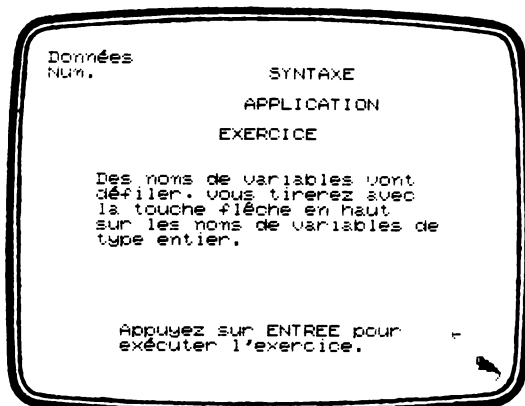 Données
Num.
SYNTAXE
APPLICATION
EXERCICE
Des noms de variables vont
défiler. vous tirerez avec
la touche flêche en haut
sur les noms de variables de
type entier.
Appuyez sur ENTREE pour
exécuter l'exercice.